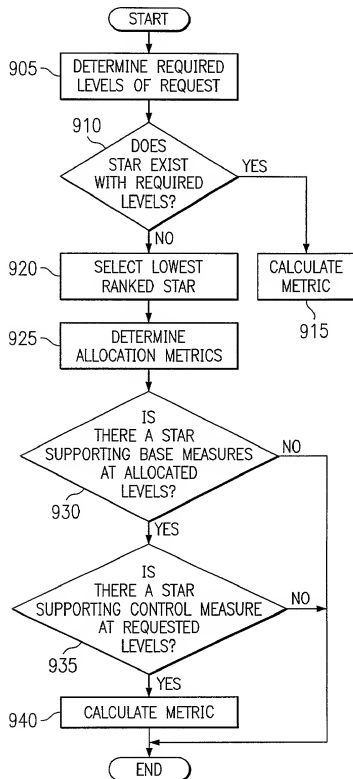 START
905
DETERMINE REQUIRED
LEVELS OF REQUEST
910
DOES
STAR EXIST
WITH REQUIRED
LEVELS?
YES
NO
920
SELECT LOWEST
RANKED STAR
CALCULATE
METRIC
915
925
DETERMINE
ALLOCATION METRICS
IS
THERE A STAR
SUPPORTING BASE MEASURES
AT ALLOCATED
LEVELS?
NO
930
YES
IS
THERE A STAR
SUPPORTING CONTROL MEASURE
AT REQUESTED
LEVELS?
NO
935
YES
940
CALCULATE METRIC
END